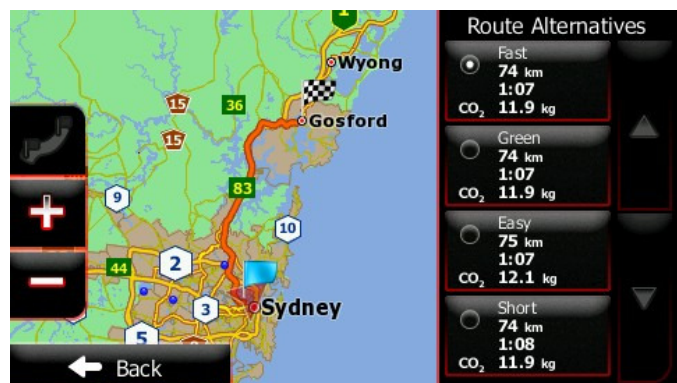 Route Alternatives
1
Wyong
15
36
15
Gosford
83
9
10
2
44
3
Sydney
5
Back
Fast
74 km
1:07
CO2 11.9 kg
Green
74 km
1:07
CO2 11.9 kg
Easy
75 km
1:07
CO2 12.1 kg
Short
74 km
1:08
CO2 11.9 kg